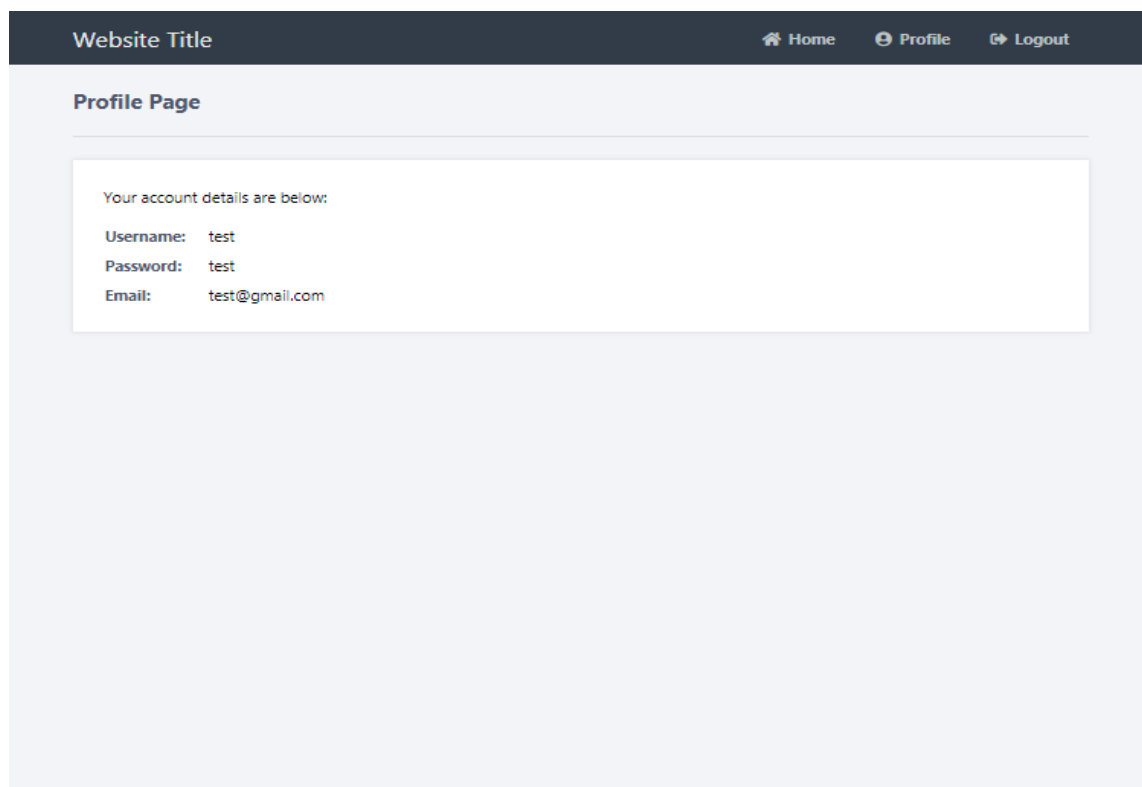 Website Title
Home Profile Logout
Profile Page
Your account details are below:
Username: test
Password: test
Email: test@gmail.com